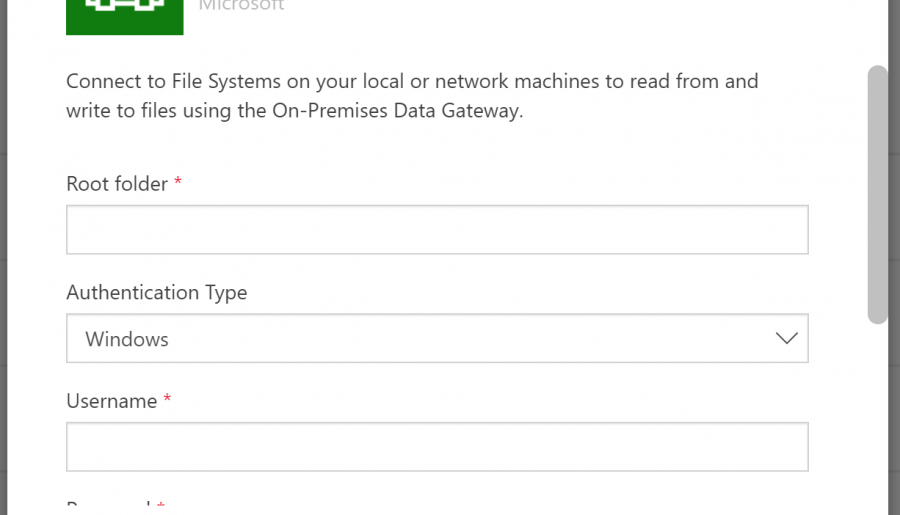 Microsoft
Connect to File Systems on your local or network machines to read from and
write to files using the On-Premises Data Gateway.
Root folder *
Authentication Type
Windows
Username *